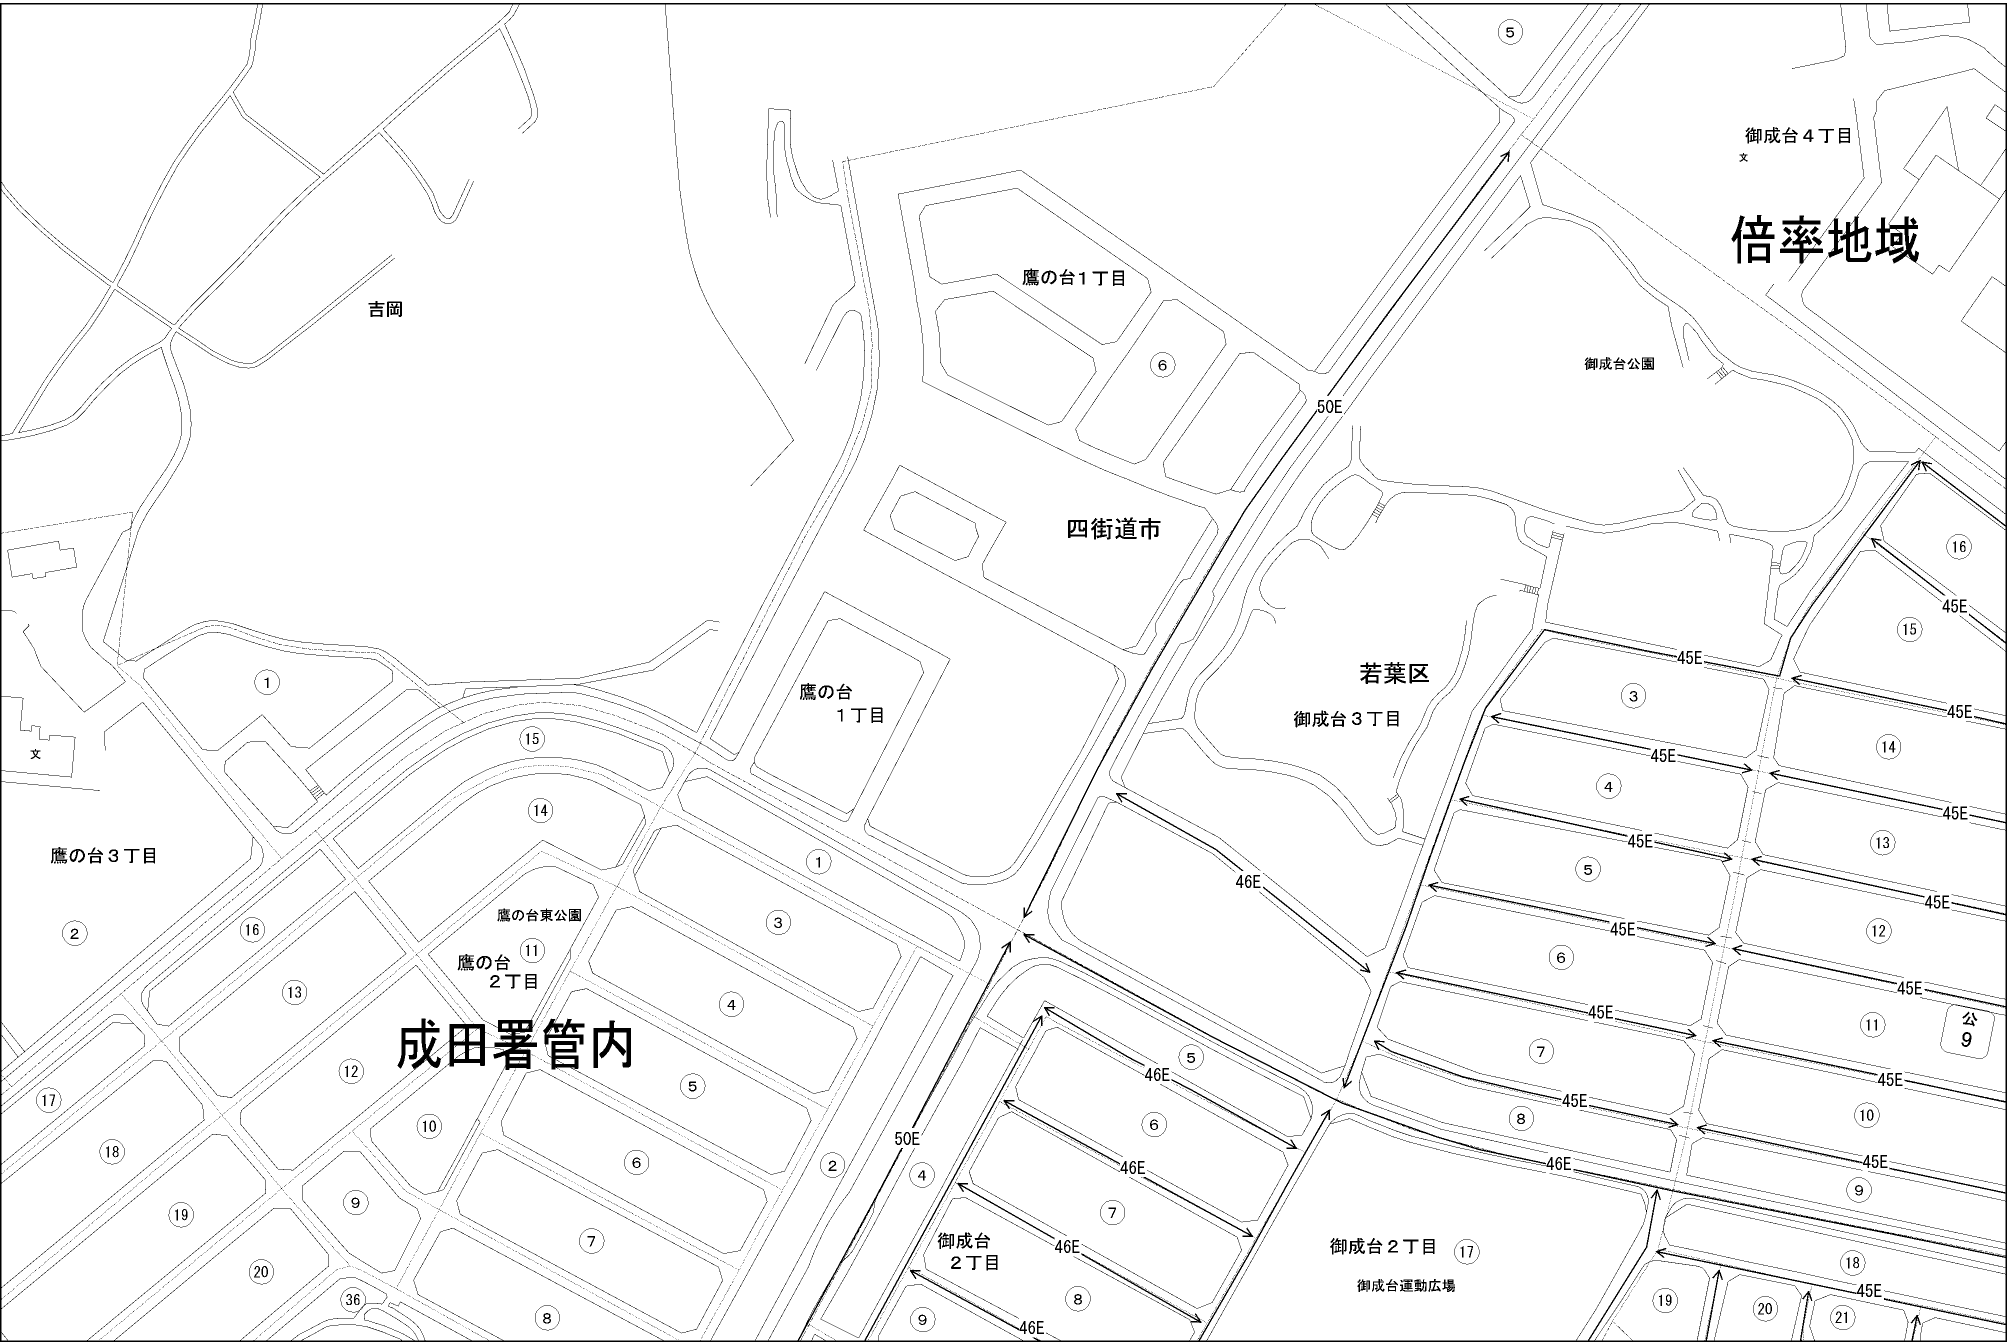 5
御成台４丁目
文
倍率地域
吉岡
鷹の台１丁目
6
御成台公園
50E
四街道市
16
45E
15
若葉区
45E
1
鷹の台
１丁目
御成台３丁目
3
45E
15
14
文
45E
4
14
45E
13
鷹の台３丁目
1
45E
5
46E
45E
鷹の台東公園
3
2
16
12
11
45E
6
鷹の台
２丁目
13
4
45E
45E
11
公
9
成田署管内
5
7
12
5
46E
45E
17
45E
10
8
10
6
50E
18
6
2
4
46E
46E
45E
9
9
19
7
7
御成台
２丁目
46E
御成台２丁目
17
18
20
御成台運動広場
45E
36
8
9
8
46E
19
20
21